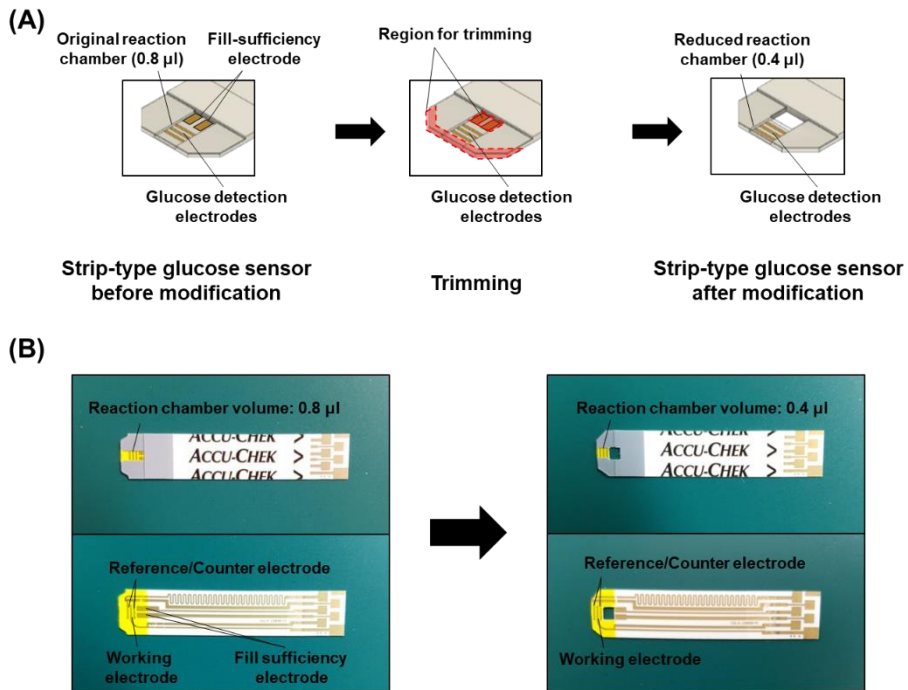 (A)
Original reaction
chamber (0.8 µl)
Fill-sufficiency
electrode
Region for trimming
Reduced reaction
chamber (0.4 µl)
Glucose detection
electrodes
Glucose detection
electrodes
Glucose detection
electrodes
Strip-type glucose sensor
before modification
Trimming
Strip-type glucose sensor
after modification
(B)
Reaction chamber volume: 0.8 µl
ACCU-CHEK >
ACCU-CHEK >
ACCU-CHEK >
Reference/Counter electrode
Working
electrode
Fill sufficiency
electrode
Reaction chamber volume: 0.4 µl
ACCU-CHEK >
ACCU-CHEK >
ACCU-CHEK >
Reference/Counter electrode
Working electrode